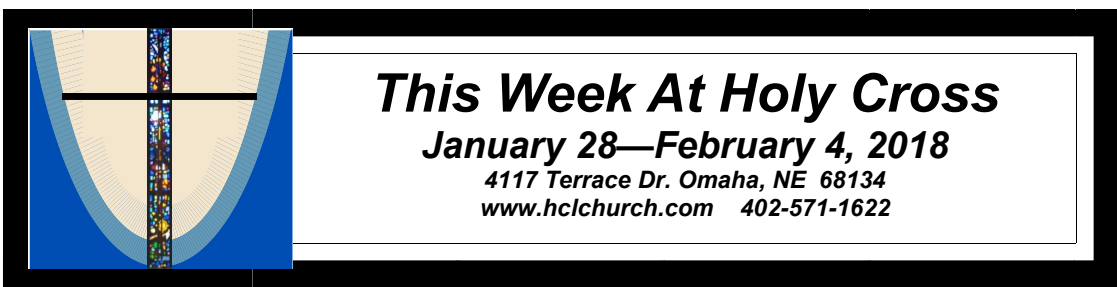 This Week At Holy Cross
January 28—February 4, 2018
4117 Terrace Dr. Omaha, NE  68134
www.hclchurch.com    402-571-1622